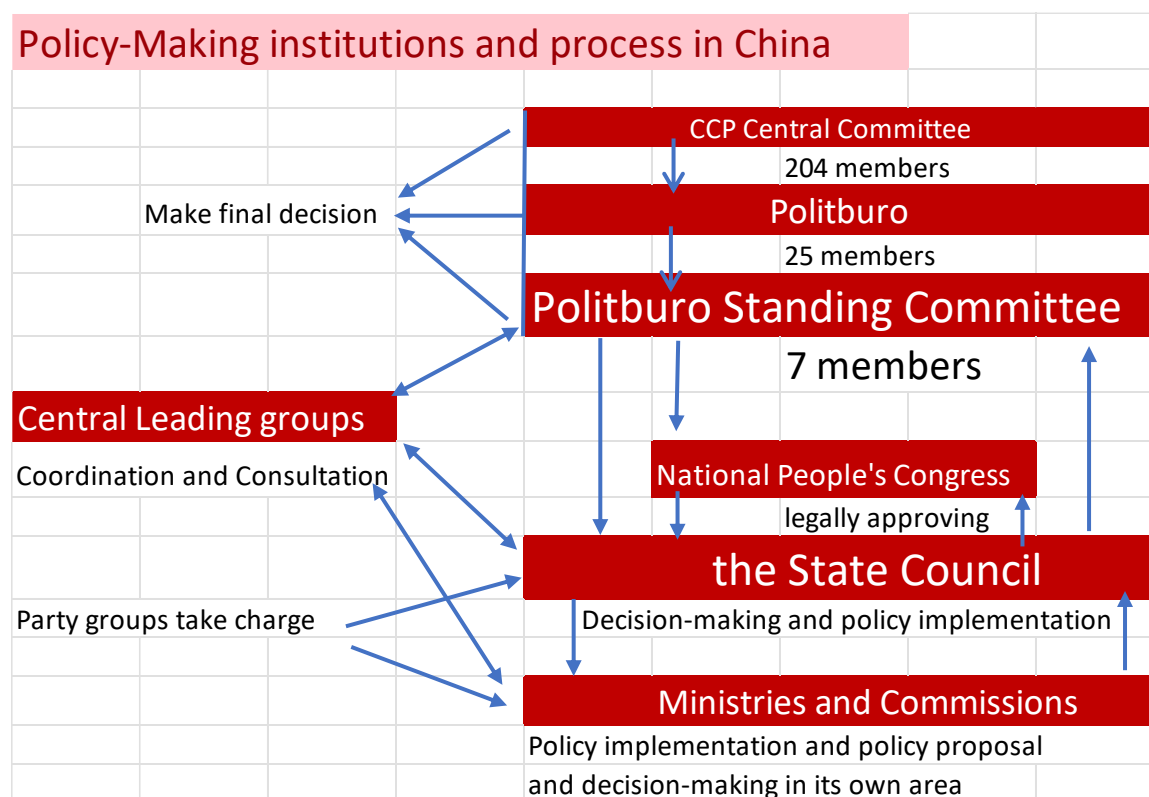 Policy-Making institutions and process in China
CCP Central Committee
204 members
Make final decision
Politburo
25 members
Politburo Standing Committee
7 members
Central Leading groups
Coordination and Consultation
National People's Congress
legally approving
the State Council
Party groups take charge
Decision-making and policy implementation
Ministries and Commissions
Policy implementation and policy proposal
and decision-making in its own area